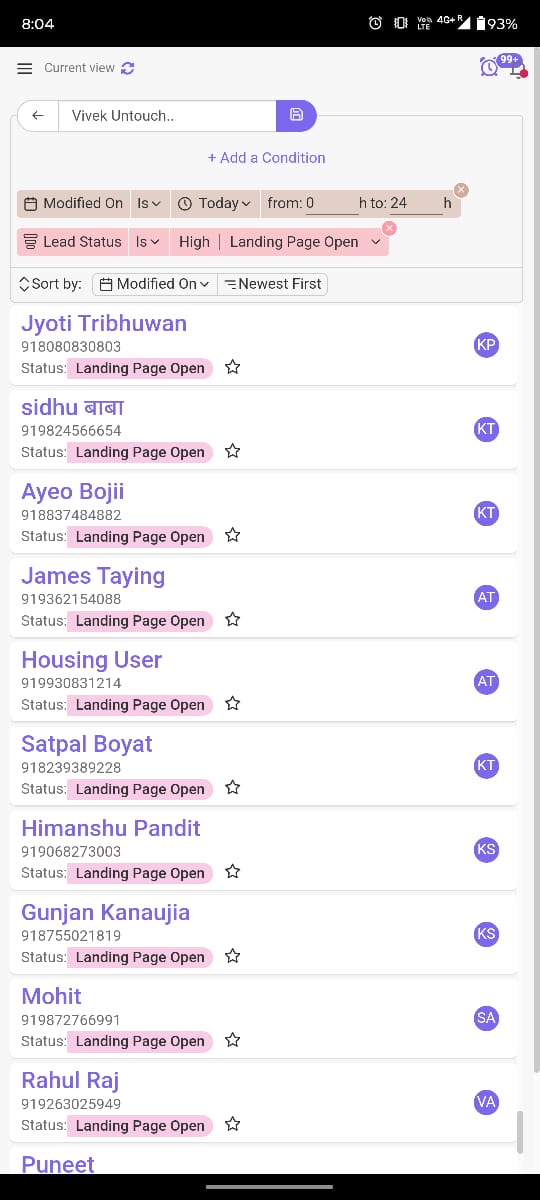 8:04 Vo)) LTE 4G+ R 93%
Current view 99+
Vivek Untouch..
+ Add a Condition
Modified On Is Today from: 0 h to: 24 h
Lead Status Is High Landing Page Open
Sort by: Modified On Newest First
Jyoti Tribhuwan
918080830803 KP
Status: Landing Page Open
sidhu बाबा
919824566654 KT
Status: Landing Page Open
Ayeo Bojii
918837484882 KT
Status: Landing Page Open
James Taying
919362154088 AT
Status: Landing Page Open
Housing User
919930831214 AT
Status: Landing Page Open
Satpal Boyat
918239389228 KT
Status: Landing Page Open
Himanshu Pandit
919068273003 KS
Status: Landing Page Open
Gunjan Kanaujia
918755021819 KS
Status: Landing Page Open
Mohit
919872766991 SA
Status: Landing Page Open
Rahul Raj
919263025949 VA
Status: Landing Page Open
Puneet